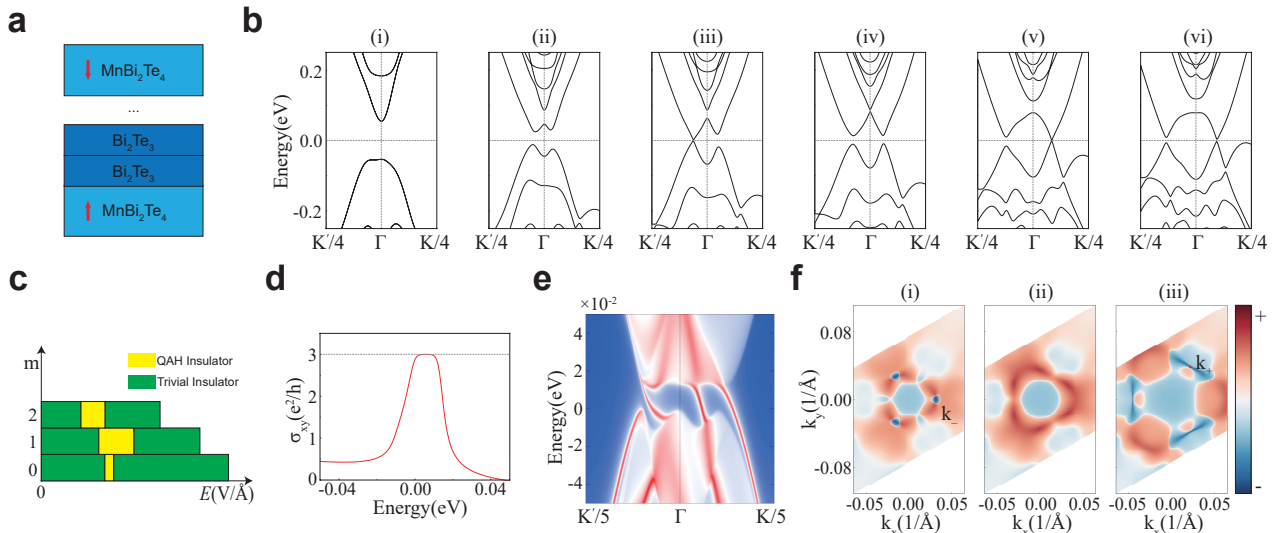 a
MnBi₂Te₄
...
Bi₂Te₃
Bi₂Te₃
MnBi₂Te₄
b
(i) (ii) (iii) (iv) (v) (vi)
Energy(eV)
0.2
0.0
-0.2
K′/4 Γ K/4
K′/4 Γ K/4
K′/4 Γ K/4
K′/4 Γ K/4
K′/4 Γ K/4
K′/4 Γ K/4
c
m
QAH Insulator
Trivial Insulator
2
1
0
0 E(V/Å)
d
σxy(e²/h)
3
2
1
0
-0.04 0.00 0.04
Energy(eV)
e
×10⁻²
Energy(eV)
4
2
0
-2
-4
K′/5 Γ K/5
f
(i) (ii) (iii)
k_y(1/Å)
0.08
0.00
-0.08
k₋
k₊
-0.05 0.00 0.05
-0.05 0.00 0.05
-0.05 0.00 0.05
k_x(1/Å) k_x(1/Å) k_x(1/Å)
+
-